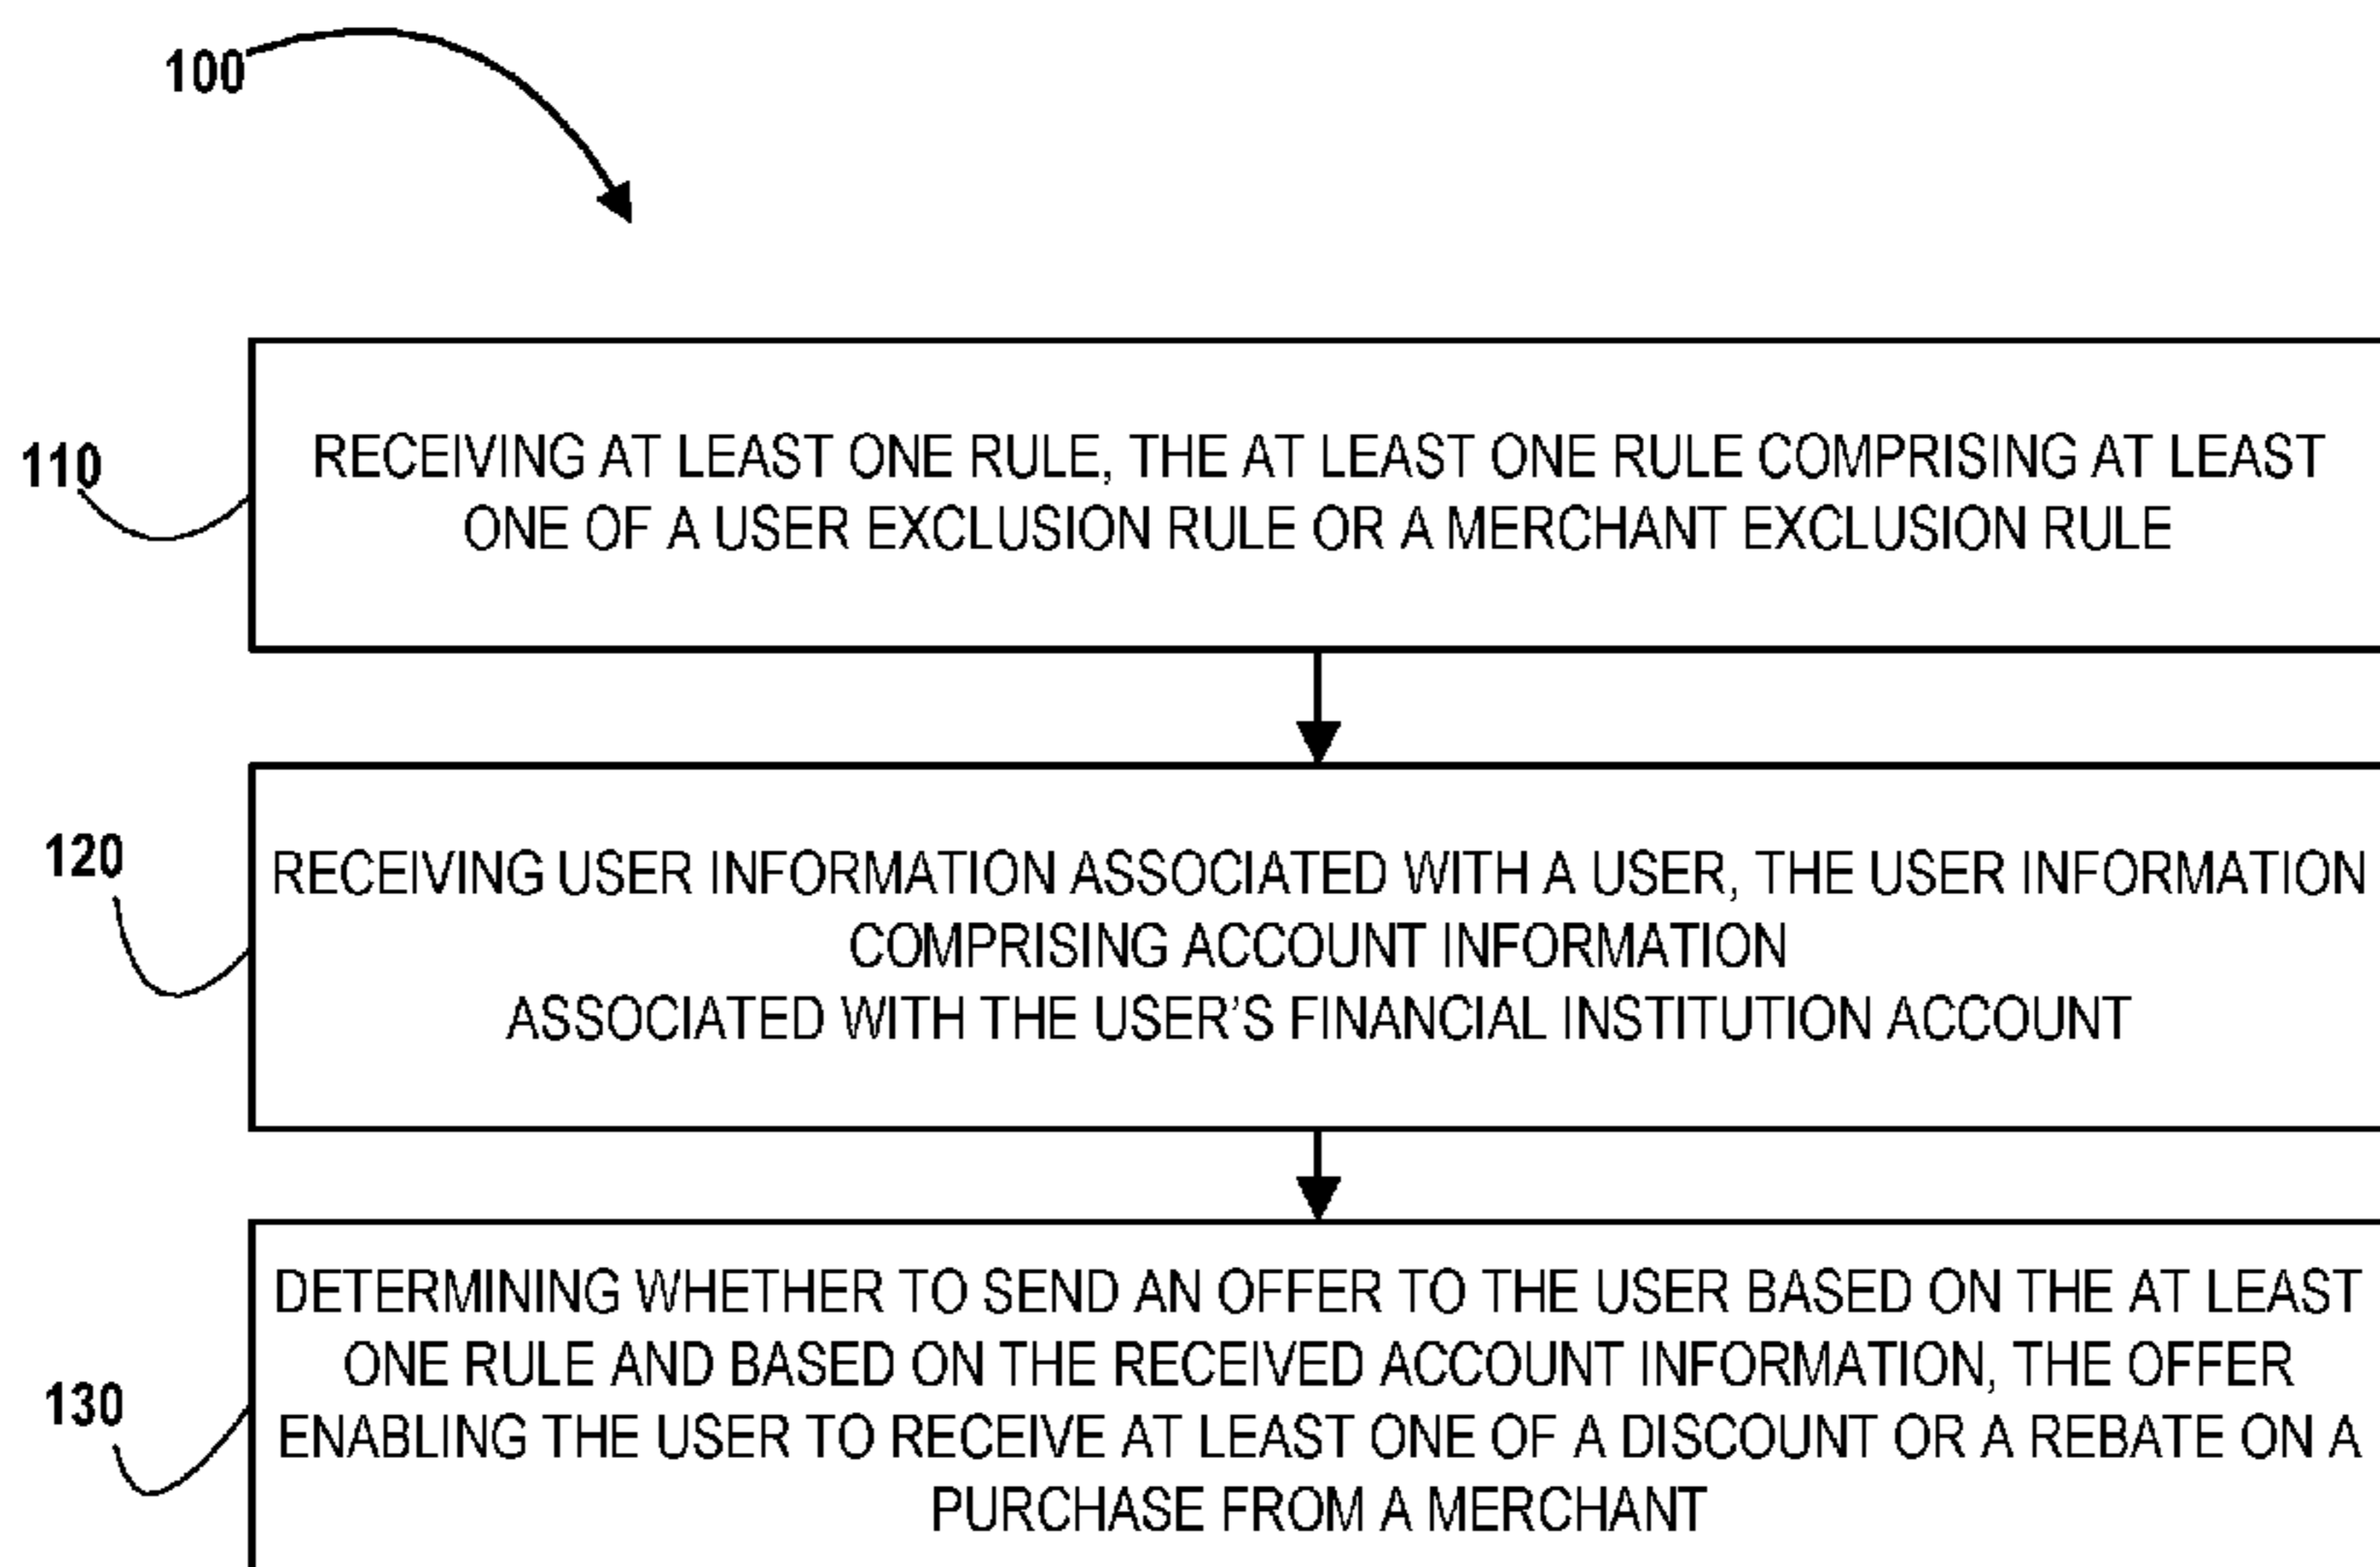 100
110
RECEIVING AT LEAST ONE RULE, THE AT LEAST ONE RULE COMPRISING AT LEAST
ONE OF A USER EXCLUSION RULE OR A MERCHANT EXCLUSION RULE
120
RECEIVING USER INFORMATION ASSOCIATED WITH A USER, THE USER INFORMATION
COMPRISING ACCOUNT INFORMATION
ASSOCIATED WITH THE USER'S FINANCIAL INSTITUTION ACCOUNT
130
DETERMINING WHETHER TO SEND AN OFFER TO THE USER BASED ON THE AT LEAST
ONE RULE AND BASED ON THE RECEIVED ACCOUNT INFORMATION, THE OFFER
ENABLING THE USER TO RECEIVE AT LEAST ONE OF A DISCOUNT OR A REBATE ON A
PURCHASE FROM A MERCHANT